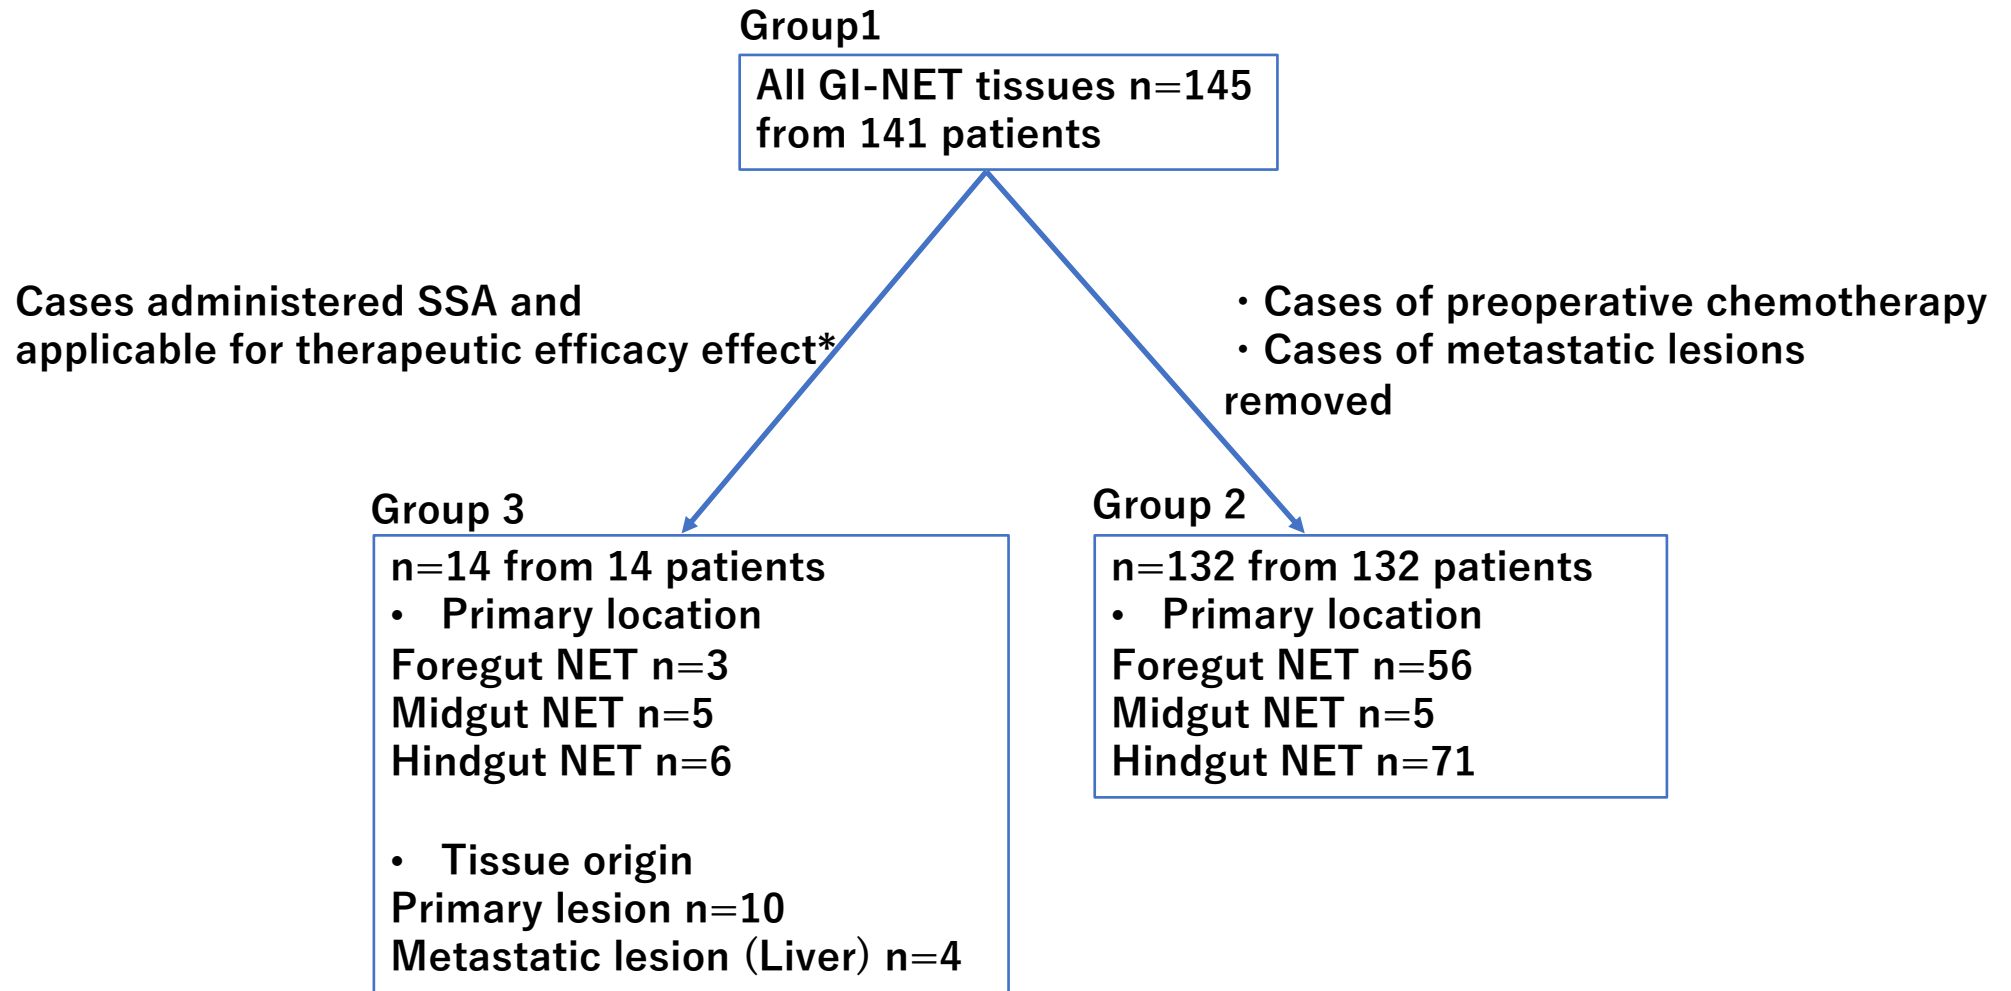 Group1
All GI-NET tissues n=145
from 141 patients
Cases administered SSA and
applicable for therapeutic efficacy effect*
・Cases of preoperative chemotherapy
・Cases of metastatic lesions
removed
Group 3
n=14 from 14 patients
• Primary location
Foregut NET n=3
Midgut NET n=5
Hindgut NET n=6
• Tissue origin
Primary lesion n=10
Metastatic lesion (Liver) n=4
Group 2
n=132 from 132 patients
• Primary location
Foregut NET n=56
Midgut NET n=5
Hindgut NET n=71